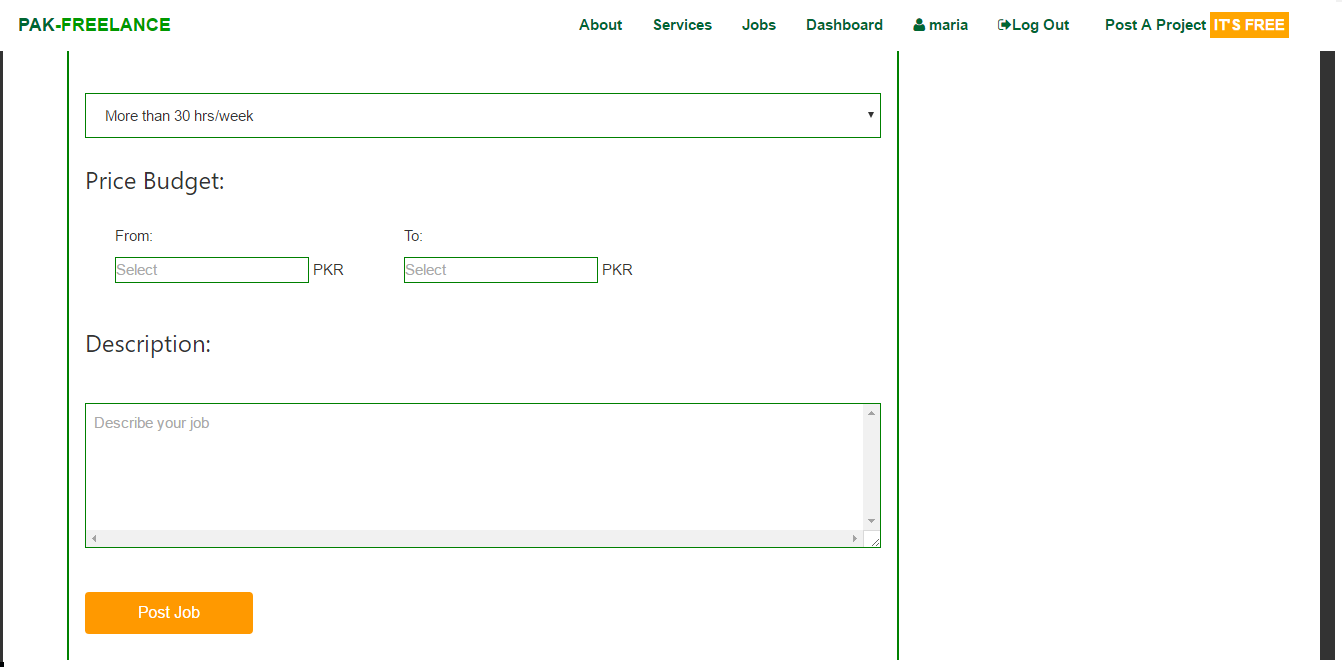 PAK-FREELANCE About Services Jobs Dashboard maria Log Out Post A Project IT'S FREE
More than 30 hrs/week
Price Budget:
From: To:
Select PKR Select PKR
Description:
Describe your job
Post Job